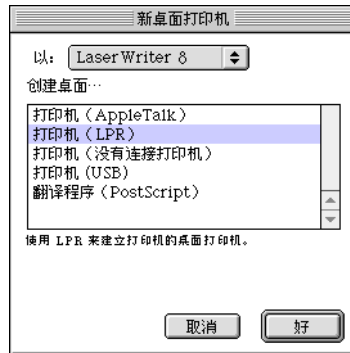 新桌面打印机
以: LaserWriter 8
创建桌面…
打印机（AppleTalk）
打印机（LPR）
打印机（没有连接打印机）
打印机 (USB)
翻译程序（PostScript）
使用 LPR 来建立打印机的桌面打印机。
取消 好